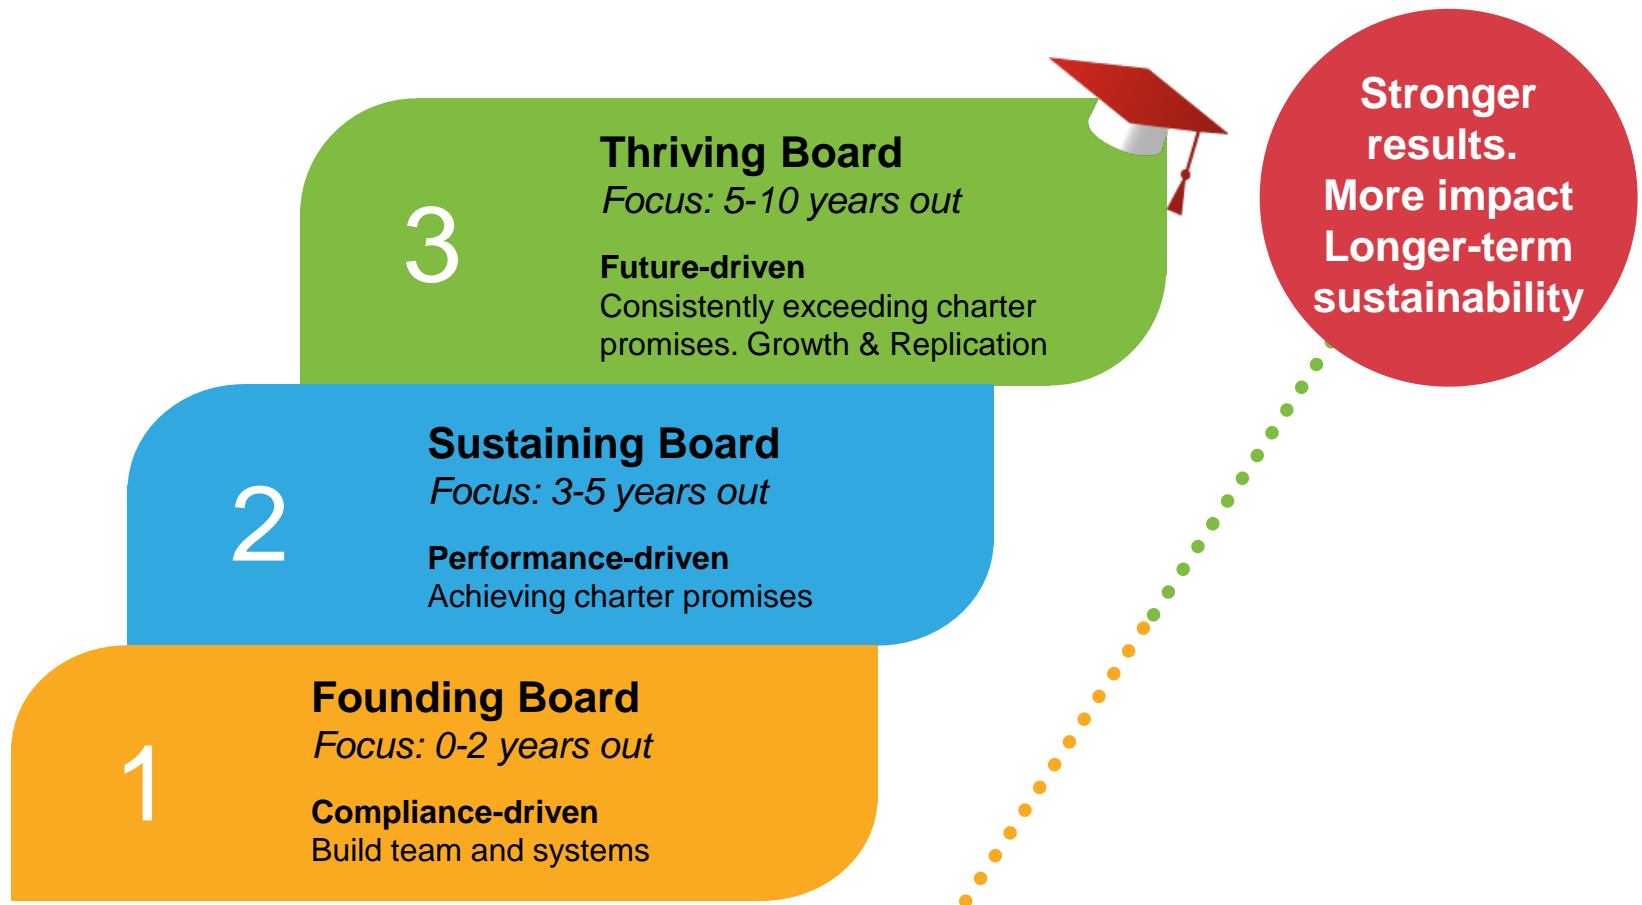 Stronger
results.
More impact
Longer-term
sustainability
3
Thriving Board
Focus: 5-10 years out
Future-driven
Consistently exceeding charter
promises. Growth & Replication
2
Sustaining Board
Focus: 3-5 years out
Performance-driven
Achieving charter promises
1
Founding Board
Focus: 0-2 years out
Compliance-driven
Build team and systems